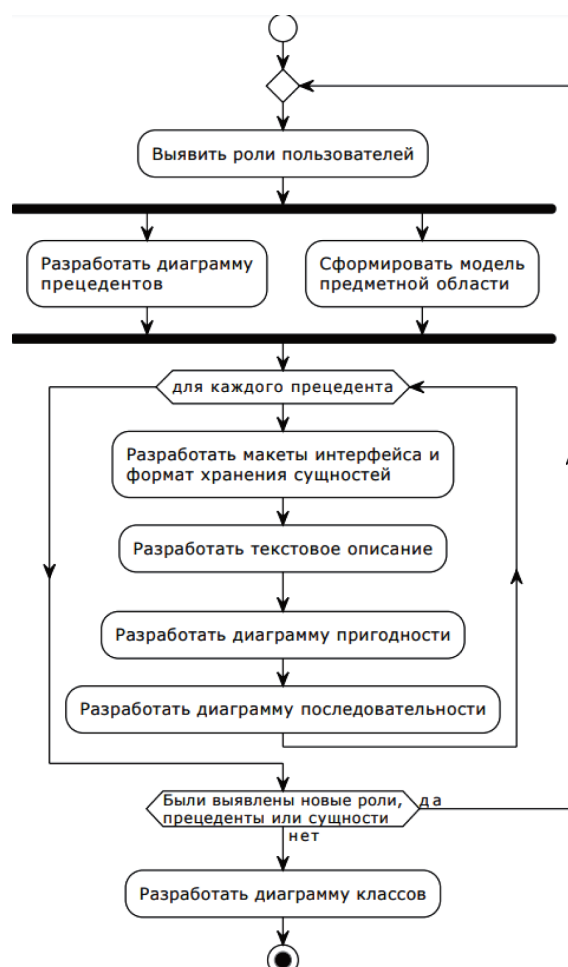 Выявить роли пользователей
Разработать диаграмму
прецедентов
Сформировать модель
предметной области
для каждого прецедента
Разработать макеты интерфейса и
формат хранения сущностей
Разработать текстовое описание
Разработать диаграмму пригодности
Разработать диаграмму последовательности
Были выявлены новые роли,
прецеденты или сущности
да
нет
Разработать диаграмму классов